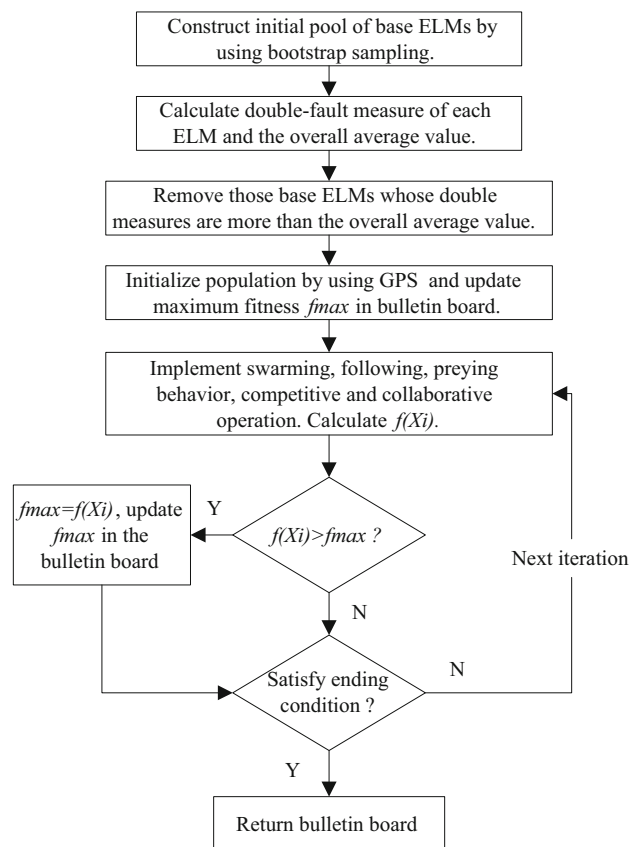 Construct initial pool of base ELMs by
using bootstrap sampling.
Calculate double-fault measure of each
ELM and the overall average value.
Remove those base ELMs whose double
measures are more than the overall average value.
Initialize population by using GPS and update
maximum fitness fmax in bulletin board.
Implement swarming, following, preying
behavior, competitive and collaborative
operation. Calculate f(Xi).
fmax=f(Xi), update
fmax in the
bulletin board
Y
f(Xi)>fmax ?
Next iteration
N
Satisfy ending
condition ?
N
Y
Return bulletin board